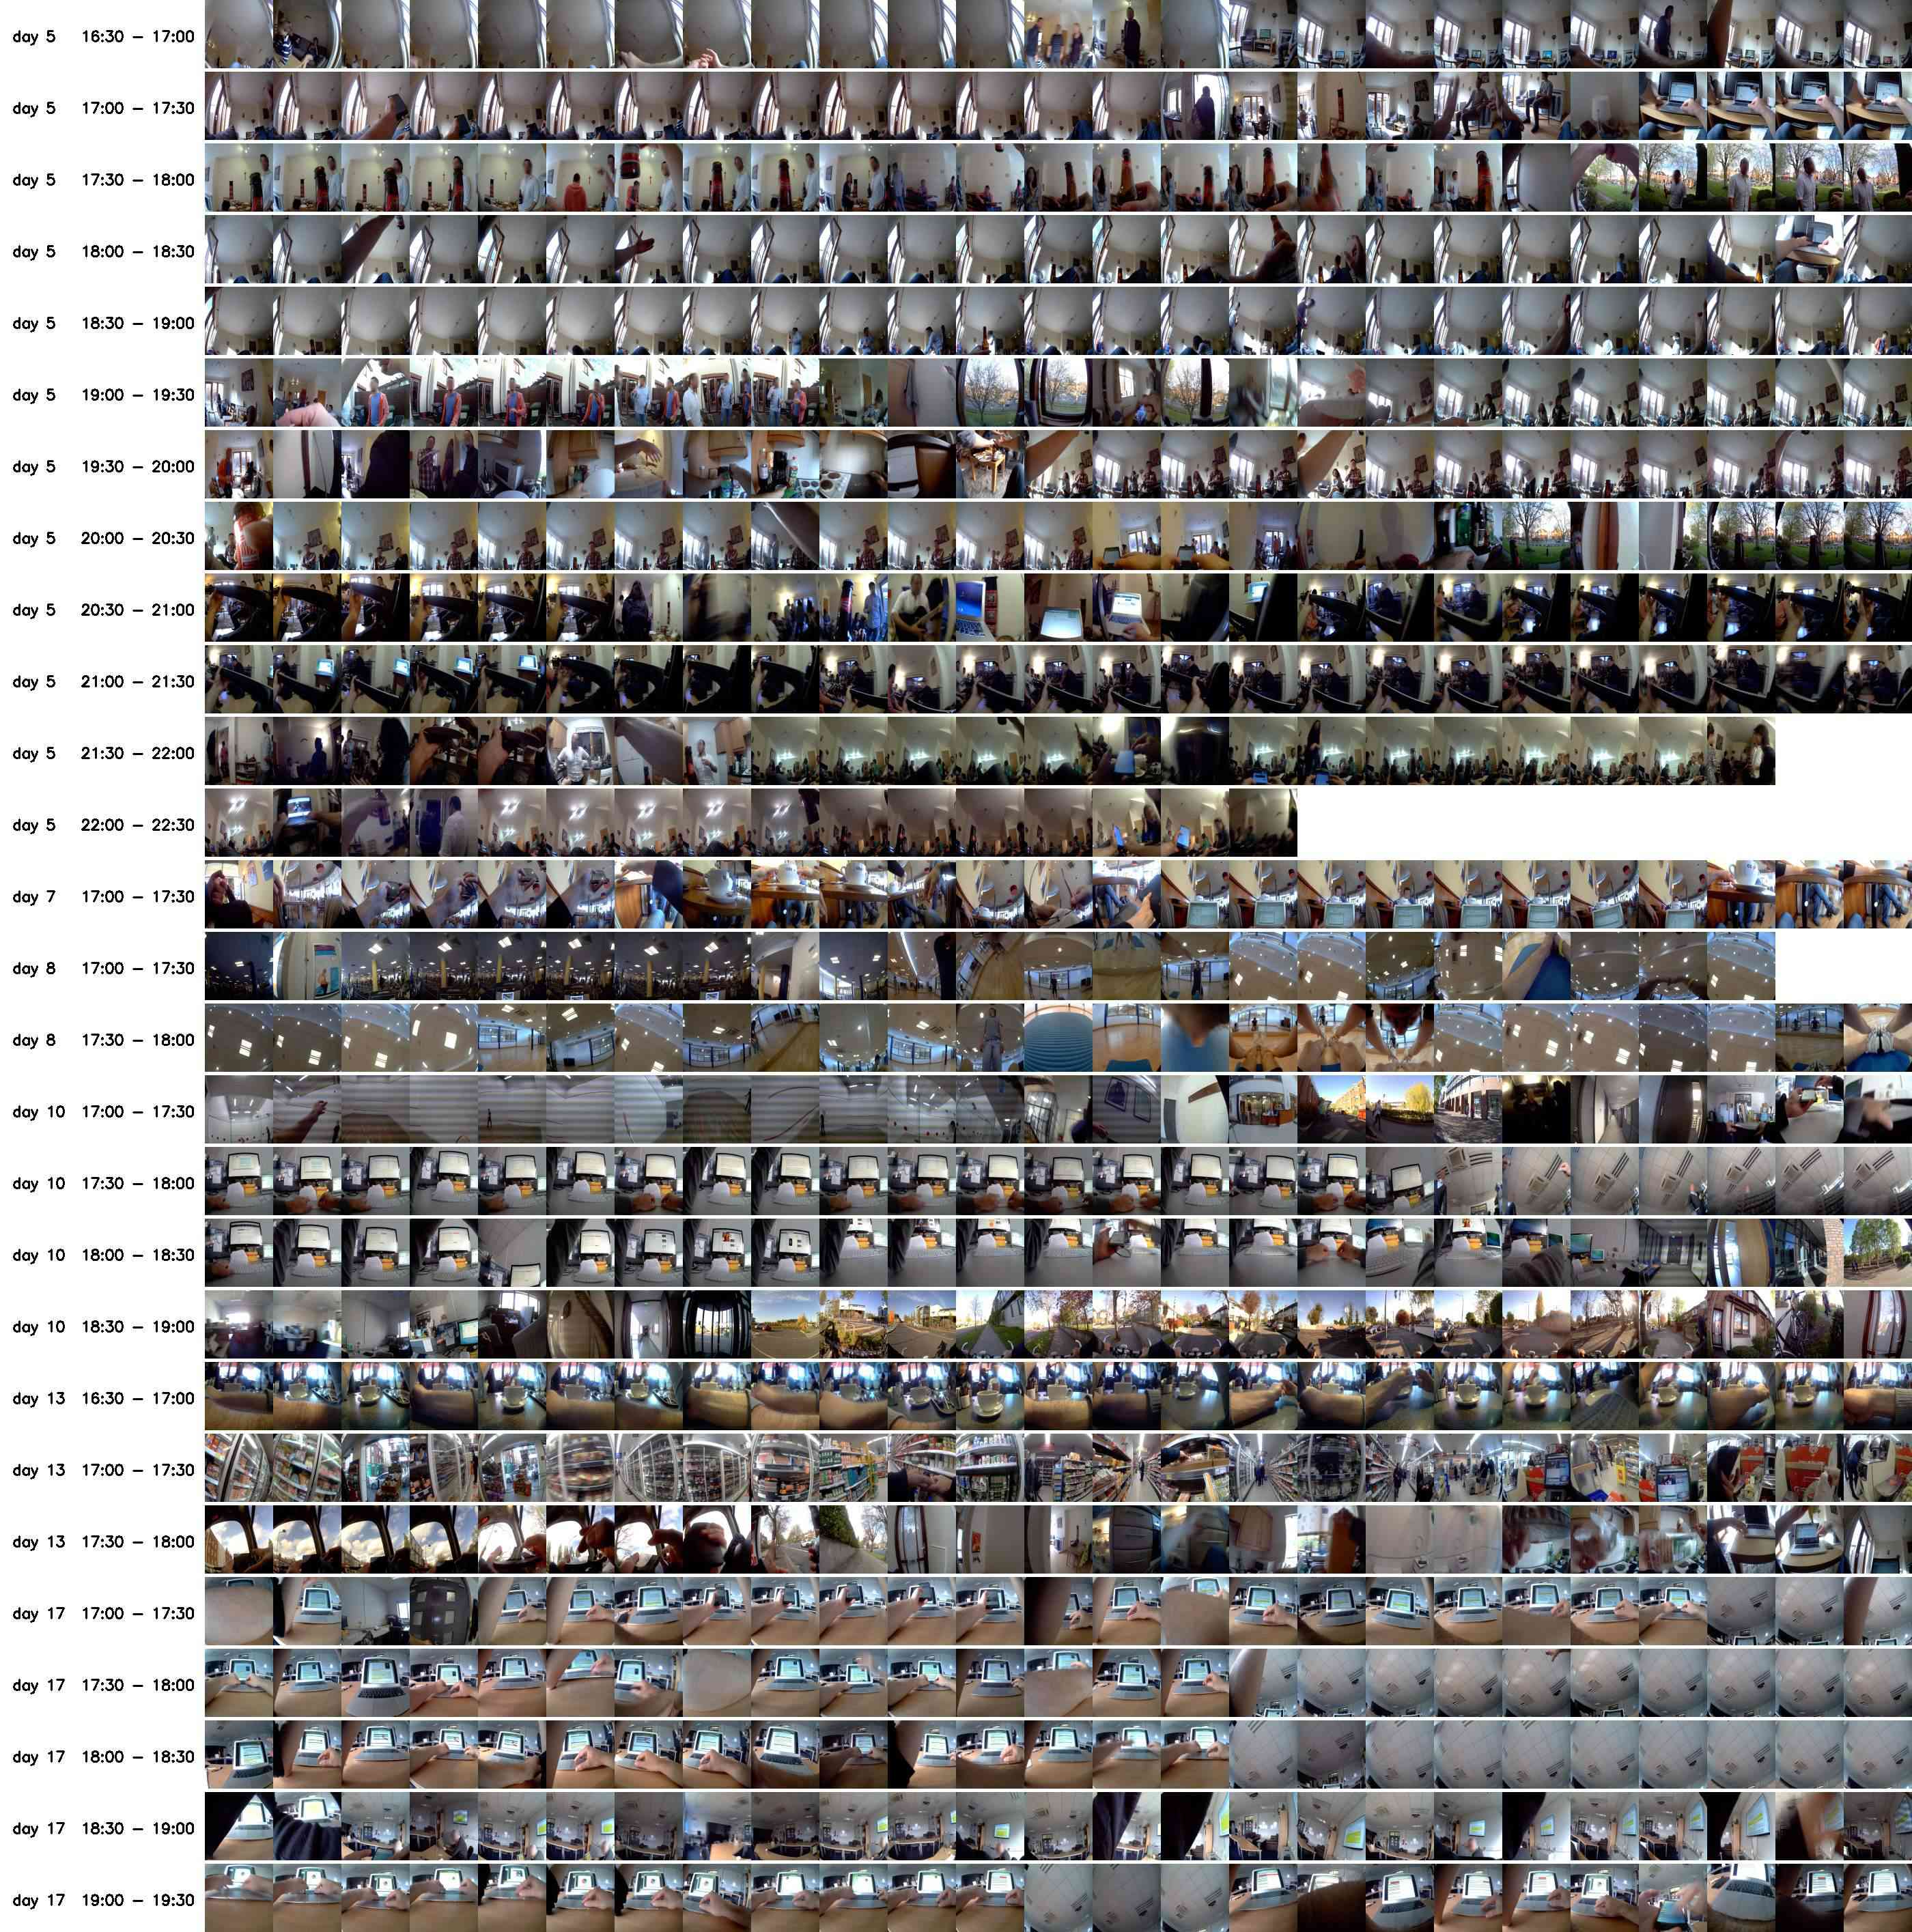 day 5 16:30 - 17:00
day 5 17:00 - 17:30
day 5 17:30 - 18:00
day 5 18:00 - 18:30
day 5 18:30 - 19:00
day 5 19:00 - 19:30
day 5 19:30 - 20:00
day 5 20:00 - 20:30
day 5 20:30 - 21:00
day 5 21:00 - 21:30
day 5 21:30 - 22:00
day 5 22:00 - 22:30
day 7 17:00 - 17:30
day 8 17:00 - 17:30
day 8 17:30 - 18:00
day 10 17:00 - 17:30
day 10 17:30 - 18:00
day 10 18:00 - 18:30
day 10 18:30 - 19:00
day 13 16:30 - 17:00
day 13 17:00 - 17:30
day 13 17:30 - 18:00
day 17 17:00 - 17:30
day 17 17:30 - 18:00
day 17 18:00 - 18:30
day 17 18:30 - 19:00
day 17 19:00 - 19:30